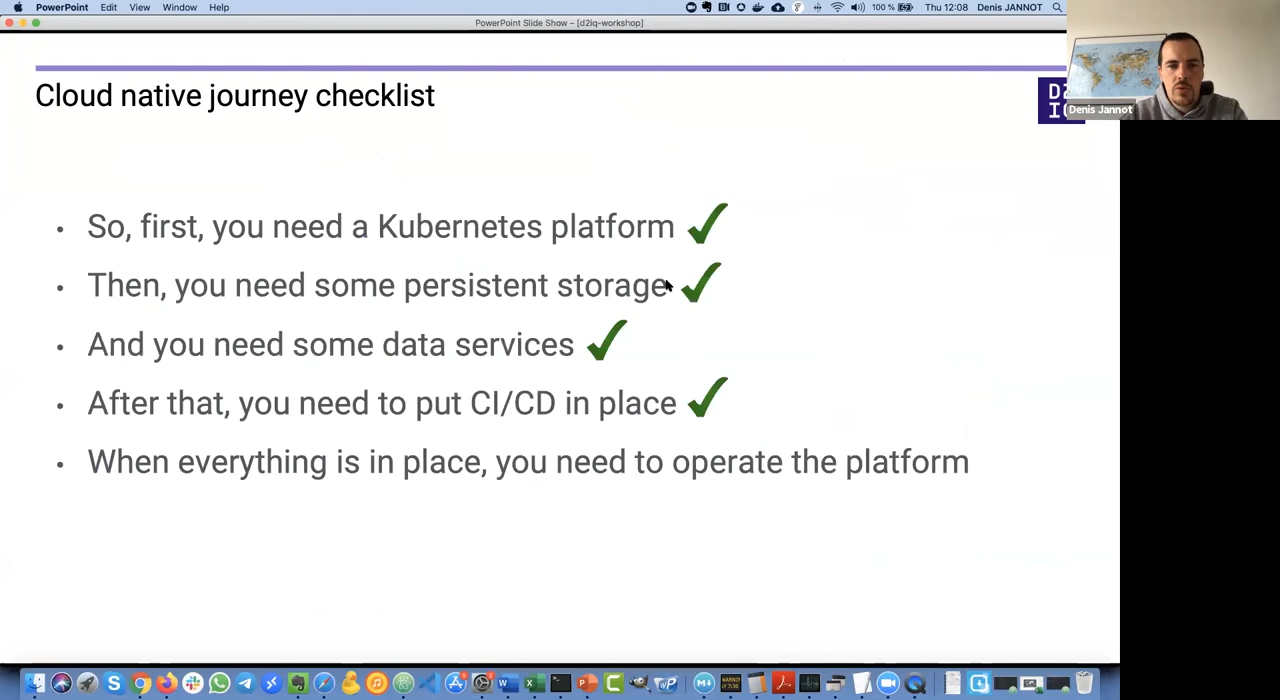 PowerPoint Edit View Window Help 100 % Thu 12:08 Denis JANNOT
PowerPoint Slide Show – [d2iq-workshop]
Cloud native journey checklist
Denis Jannot
So, first, you need a Kubernetes platform
Then, you need some persistent storage
And you need some data services
After that, you need to put CI/CD in place
When everything is in place, you need to operate the platform